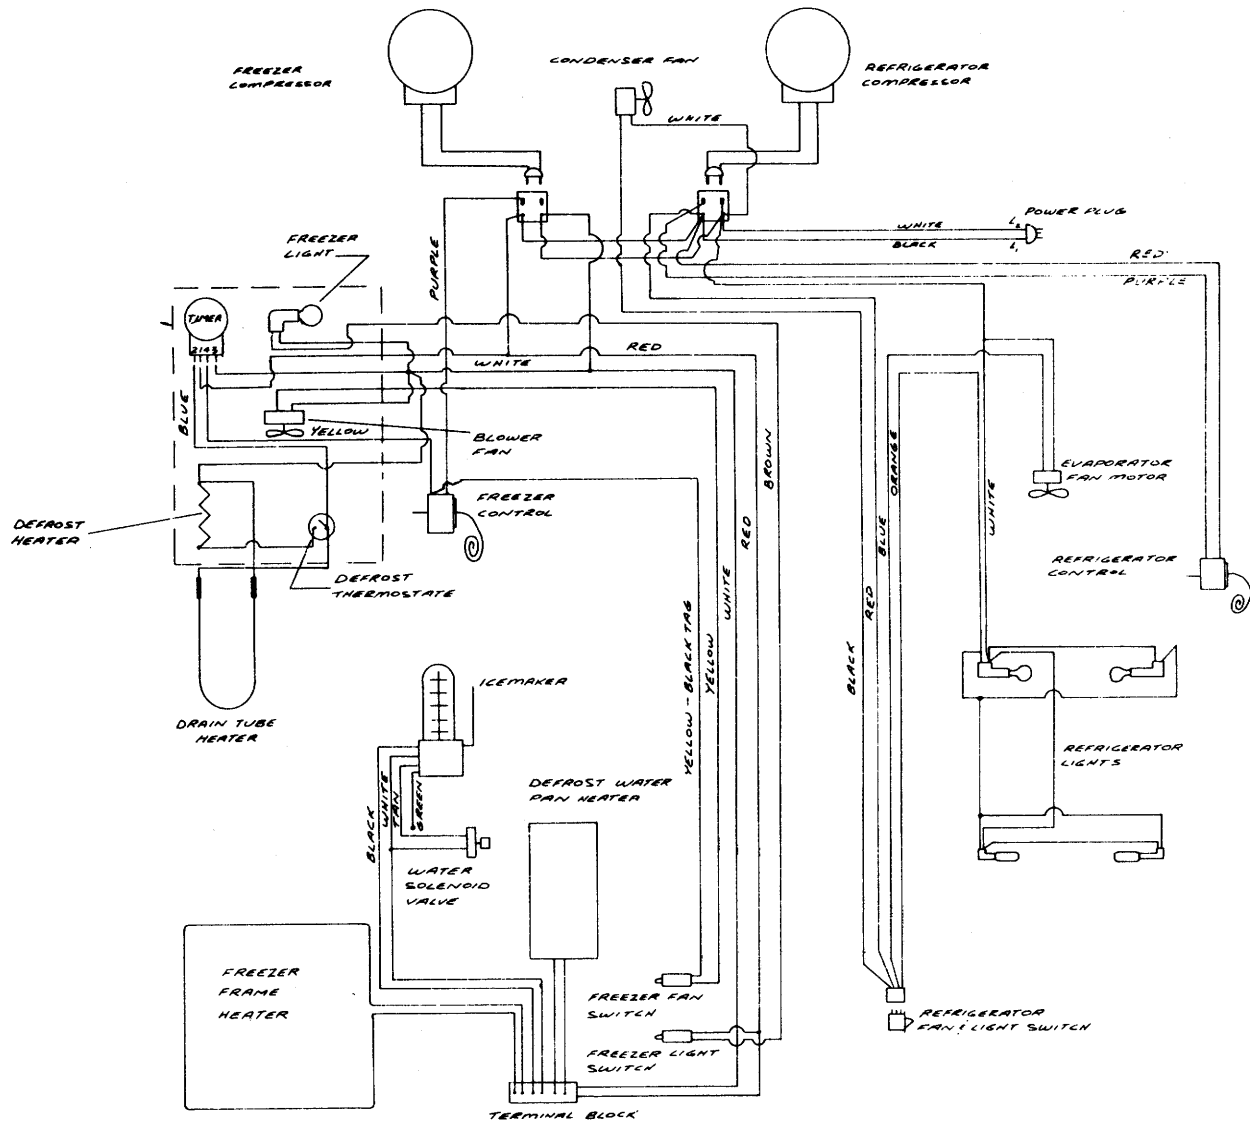 FREEZER
COMPRESSOR
CONDENSER FAN
REFRIGERATOR
COMPRESSOR
WHITE
POWER PLUG
L2
WHITE
BLACK
L1
RED
PURPLE
PURPLE
FREEZER
LIGHT
TIMER
2143
RED
WHITE
BLUE
YELLOW
BLOWER
FAN
BROWN
ORANGE
BLUE
WHITE
EVAPORATOR
FAN MOTOR
FREEZER
CONTROL
DEFROST
HEATER
RED
WHITE
DEFROST
THERMOSTATE
REFRIGERATOR
CONTROL
RED
BLACK
YELLOW - BLACK TAG
YELLOW
ICEMAKER
DRAIN TUBE
HEATER
REFRIGERATOR
LIGHTS
DEFROST WATER
PAN HEATER
BLACK
WHITE
TAN
GREEN
WATER
SOLENOID
VALVE
FREEZER
FRAME
HEATER
FREEZER FAN
SWITCH
REFRIGERATOR
FAN & LIGHT SWITCH
FREEZER LIGHT
SWITCH
TERMINAL BLOCK